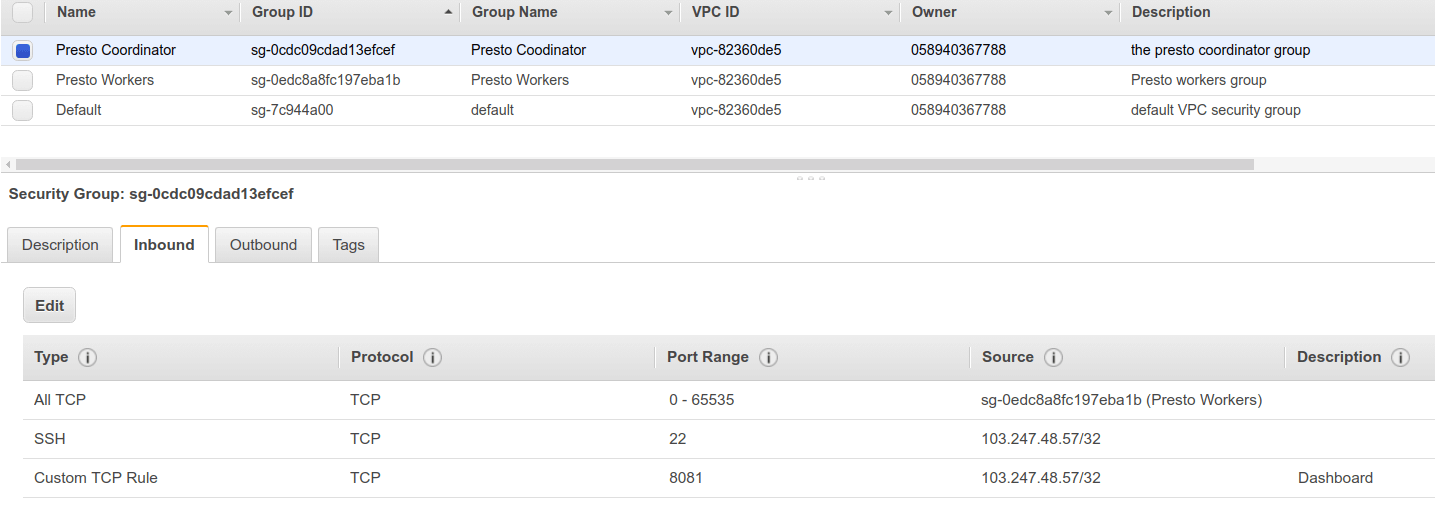 Name Group ID Group Name VPC ID Owner Description
Presto Coordinator sg-0cdc09cdad13efcef Presto Coodinator vpc-82360de5 058940367788 the presto coordinator group
Presto Workers sg-0edc8a8fc197eba1b Presto Workers vpc-82360de5 058940367788 Presto workers group
Default sg-7c944a00 default vpc-82360de5 058940367788 default VPC security group
Security Group: sg-0cdc09cdad13efcef
Description Inbound Outbound Tags
Edit
Type i Protocol i Port Range i Source i Description i
All TCP TCP 0 - 65535 sg-0edc8a8fc197eba1b (Presto Workers)
SSH TCP 22 103.247.48.57/32
Custom TCP Rule TCP 8081 103.247.48.57/32 Dashboard